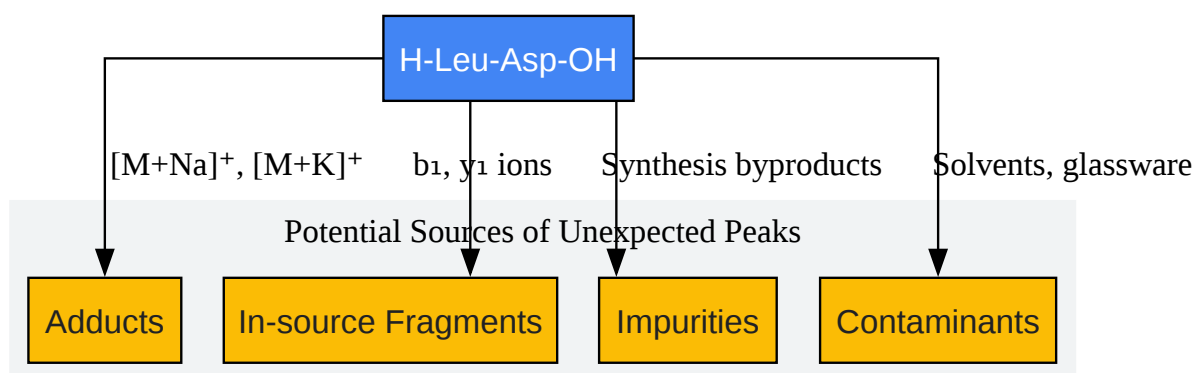 H-Leu-Asp-OH
[M+Na]⁺, [M+K]⁺
b₁, y₁ ions
Synthesis byproducts
Solvents, glassware
Potential Sources of Unexpected Peaks
Adducts
In-source Fragments
Impurities
Contaminants